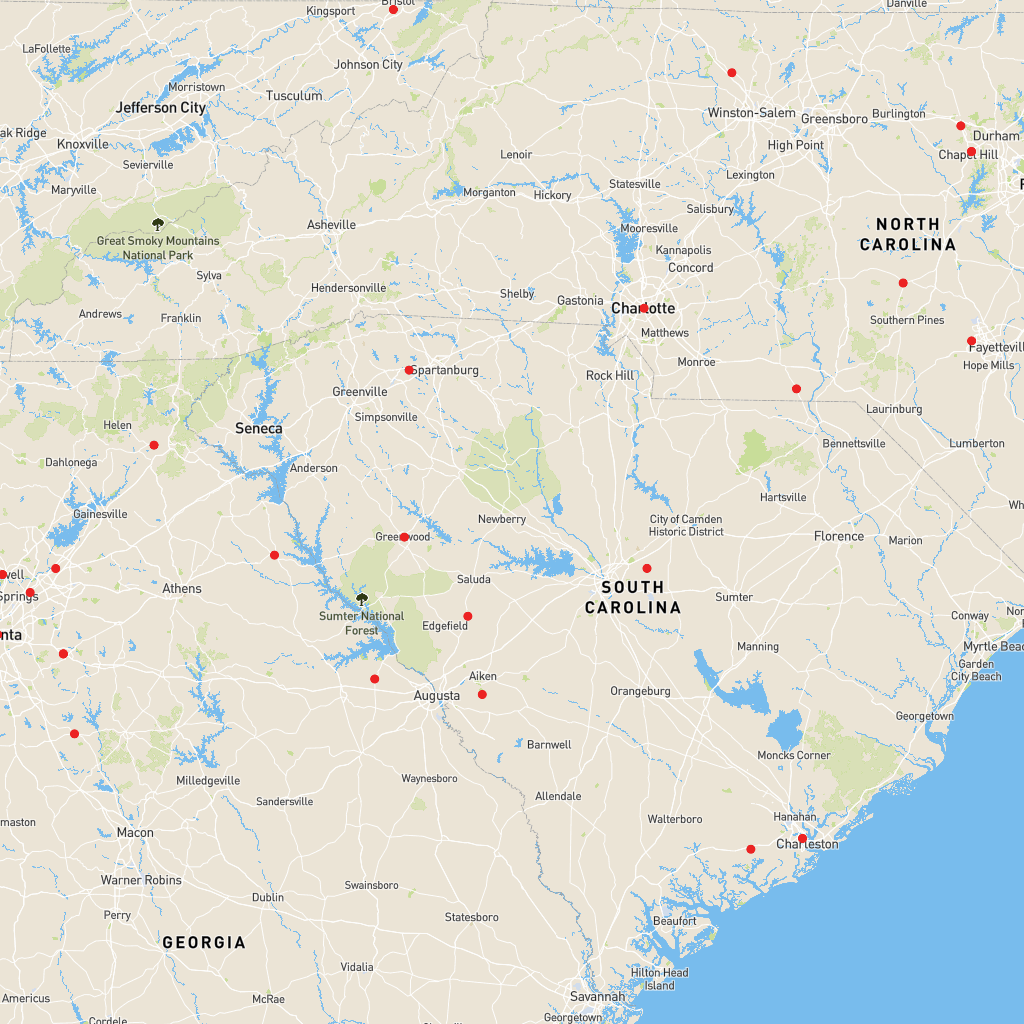 Bristol
Kingsport
Danville
LaFollette
Johnson City
Morristown
Tusculum
Jefferson City
Winston-Salem
Greensboro
Burlington
ak Ridge
Knoxville
Durham
High Point
Chapel Hill
Sevierville
Lenoir
Lexington
Maryville
Morganton
Hickory
Statesville
Salisbury
Asheville
Mooresville
NORTH
CAROLINA
Great Smoky Mountains
National Park
Kannapolis
Concord
Sylva
Hendersonville
Shelby
Gastonia
Charlotte
Andrews
Franklin
Southern Pines
Matthews
Fayettevil
Monroe
Hope Mills
Spartanburg
Rock Hill
Greenville
Simpsonville
Laurinburg
Helen
Seneca
Bennettsville
Lumberton
Dahlonega
Anderson
Hartsville
Gainesville
Newberry
City of Camden
Historic District
Wh
Greenwood
Florence
Marion
well
Saluda
Athens
Springs
SOUTH
CAROLINA
Sumter
Sumter National
Forest
Edgefield
Conway
Nor
nta
Manning
Myrtle Beac
Garden
City Beach
Aiken
Augusta
Orangeburg
Georgetown
Barnwell
Moncks Corner
Milledgeville
Waynesboro
Sandersville
Allendale
maston
Macon
Walterboro
Hanahan
Charleston
Warner Robins
Swainsboro
Dublin
Perry
Statesboro
Beaufort
GEORGIA
Vidalia
Hilton Head
Island
Americus
McRae
Savannah
Cordele
Georgetown